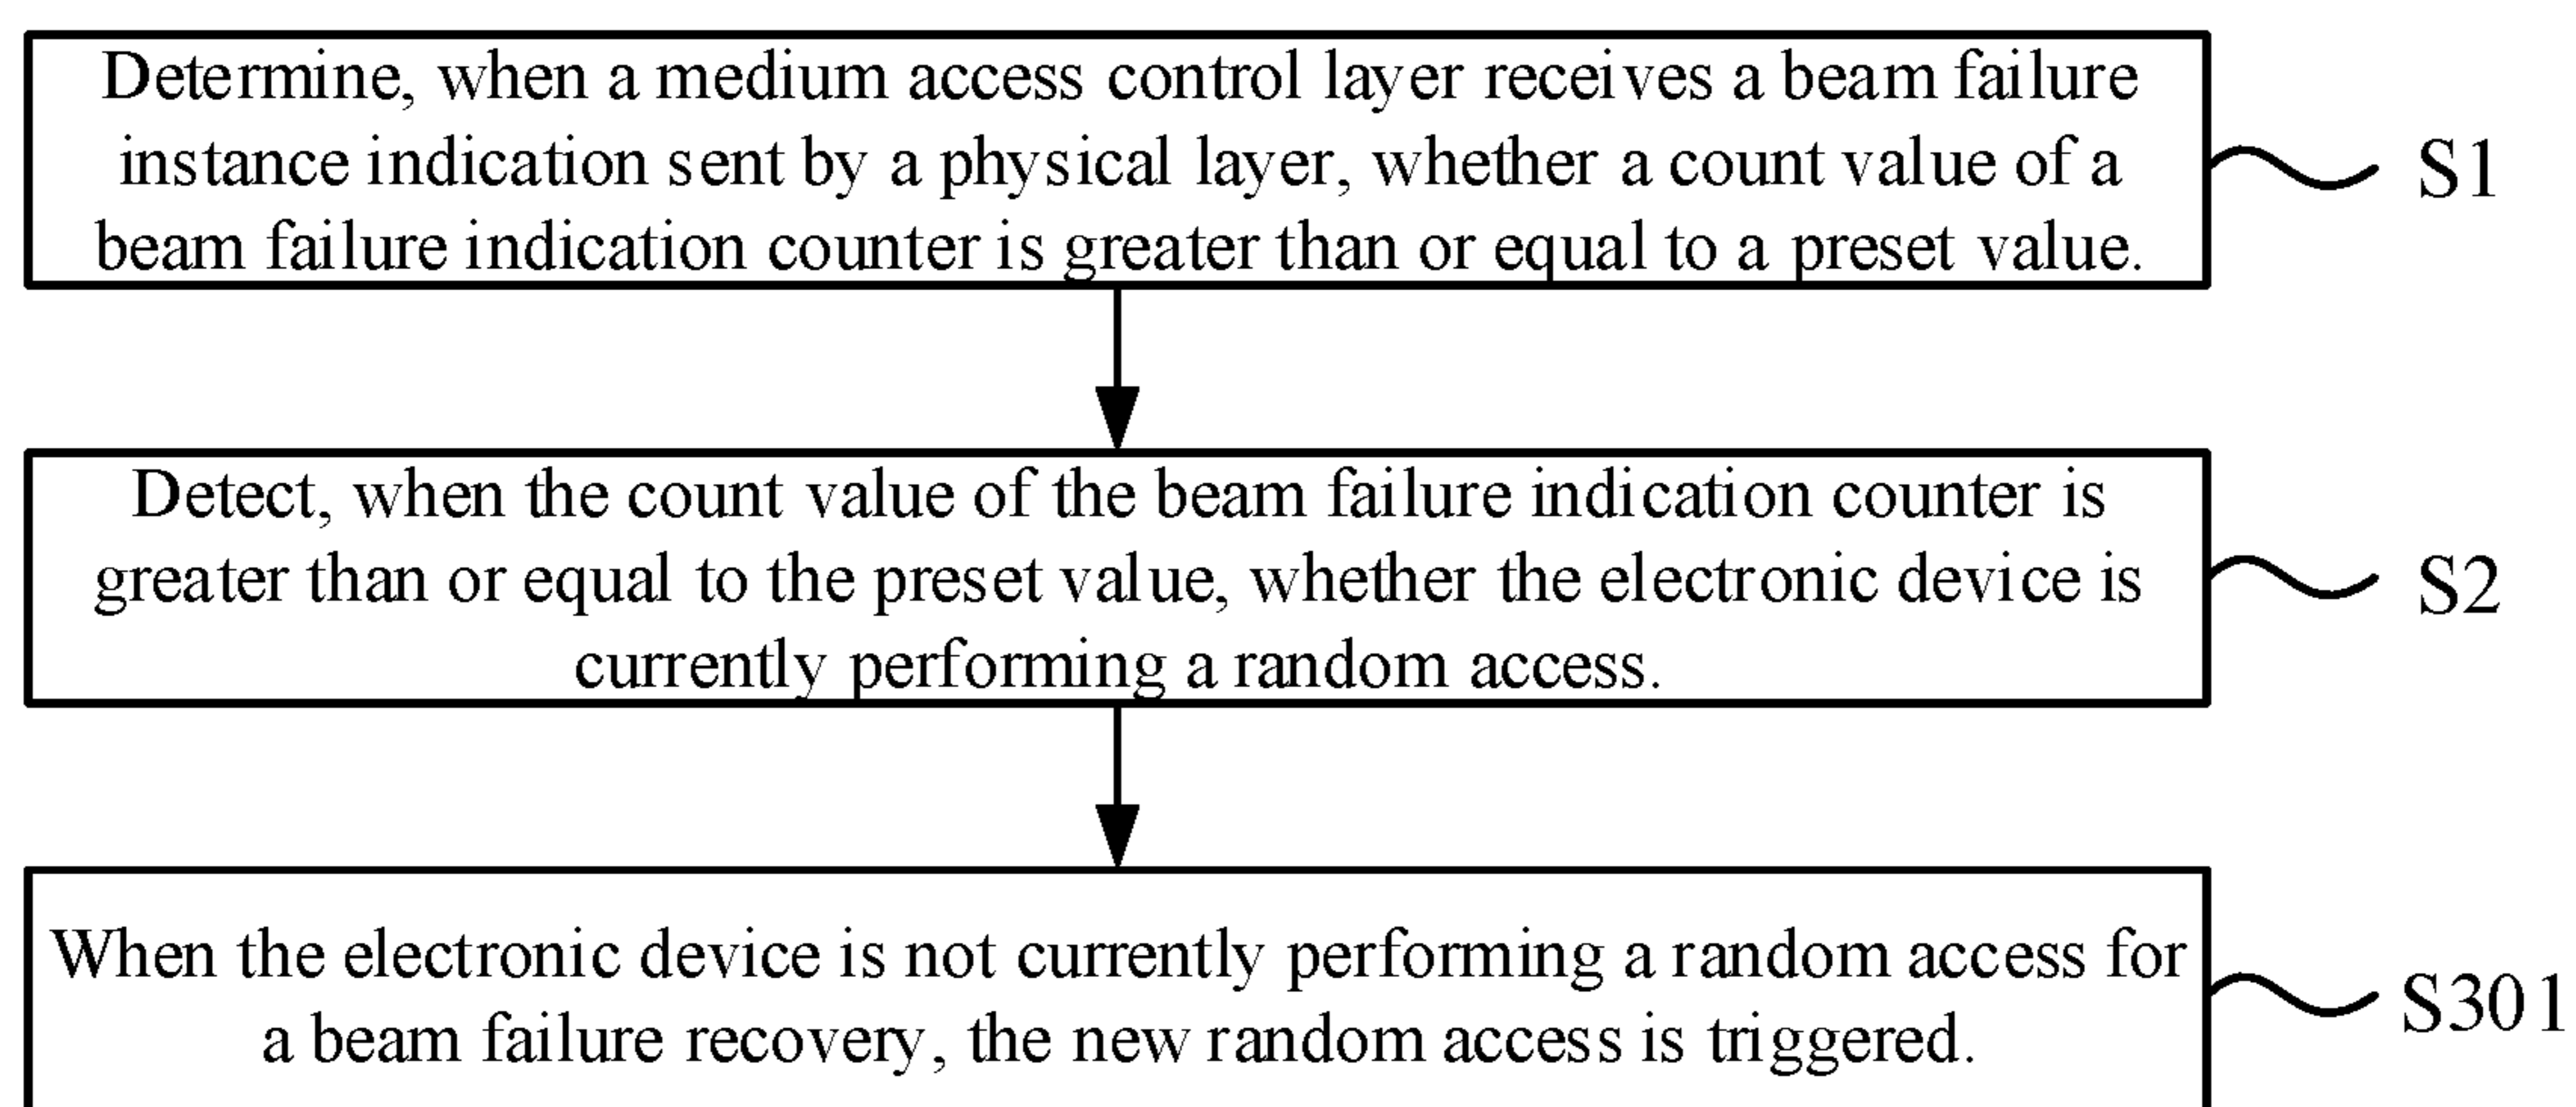 Determine, when a medium access control layer receives a beam failure
instance indication sent by a physical layer, whether a count value of a
beam failure indication counter is greater than or equal to a preset value.
S1
Detect, when the count value of the beam failure indication counter is
greater than or equal to the preset value, whether the electronic device is
currently performing a random access.
S2
When the electronic device is not currently performing a random access for
a beam failure recovery, the new random access is triggered.
S301